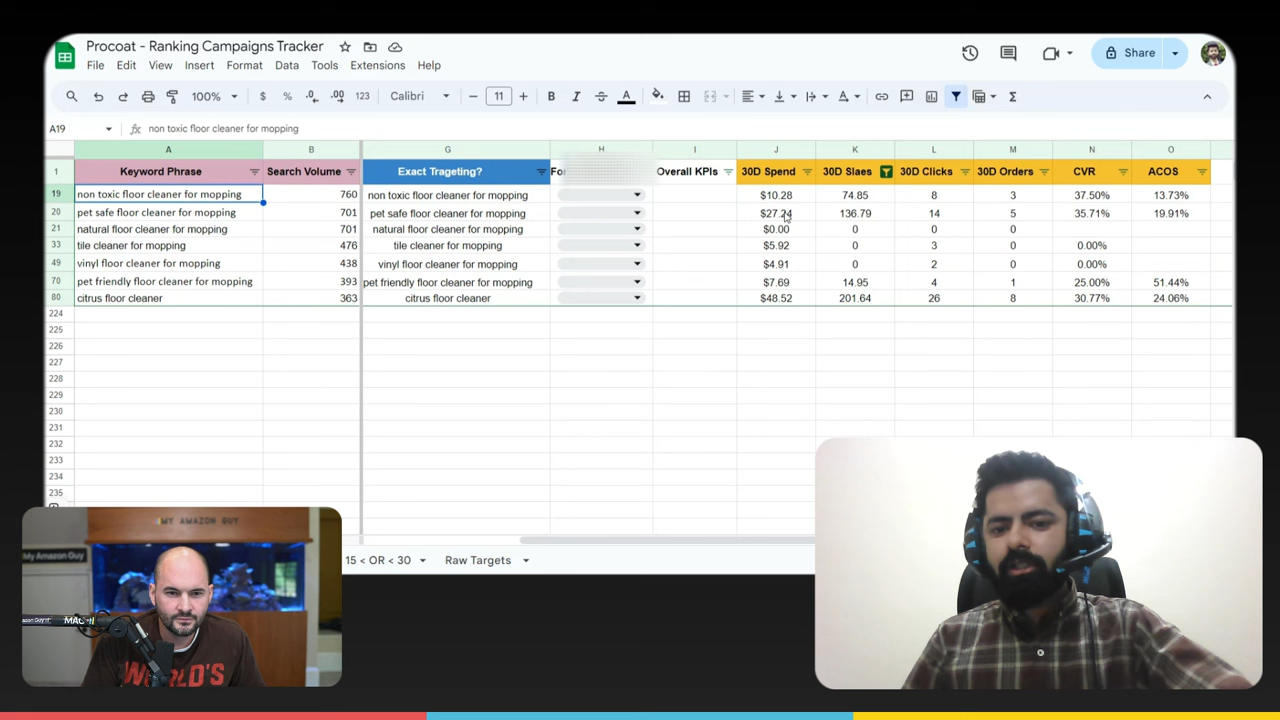 Procoat - Ranking Campaigns Tracker
Share
File Edit View Insert Format Data Tools Extensions Help
100% $ % .0 .00 123 Calibri 11 B I A
A19 non toxic floor cleaner for mopping
A B G H I J K L M N O
1 Keyword Phrase Search Volume Exact Trageting? For Overall KPIs 30D Spend 30D Slaes 30D Clicks 30D Orders CVR ACOS
19 non toxic floor cleaner for mopping 760 non toxic floor cleaner for mopping $10.28 74.85 8 3 37.50% 13.73%
20 pet safe floor cleaner for mopping 701 pet safe floor cleaner for mopping $27.24 136.79 14 5 35.71% 19.91%
21 natural floor cleaner for mopping 701 natural floor cleaner for mopping $0.00 0 0 0
33 tile cleaner for mopping 476 tile cleaner for mopping $5.92 0 3 0 0.00%
49 vinyl floor cleaner for mopping 438 vinyl floor cleaner for mopping $4.91 0 2 0 0.00%
70 pet friendly floor cleaner for mopping 393 pet friendly floor cleaner for mopping $7.69 14.95 4 1 25.00% 51.44%
80 citrus floor cleaner 363 citrus floor cleaner $48.52 201.64 26 8 30.77% 24.06%
224
225
226
227
228
229
230
231
232
233
234
235
15 < OR < 30 Raw Targets
MY AMAZON GUY
My Amazon Guy
WORLD'S